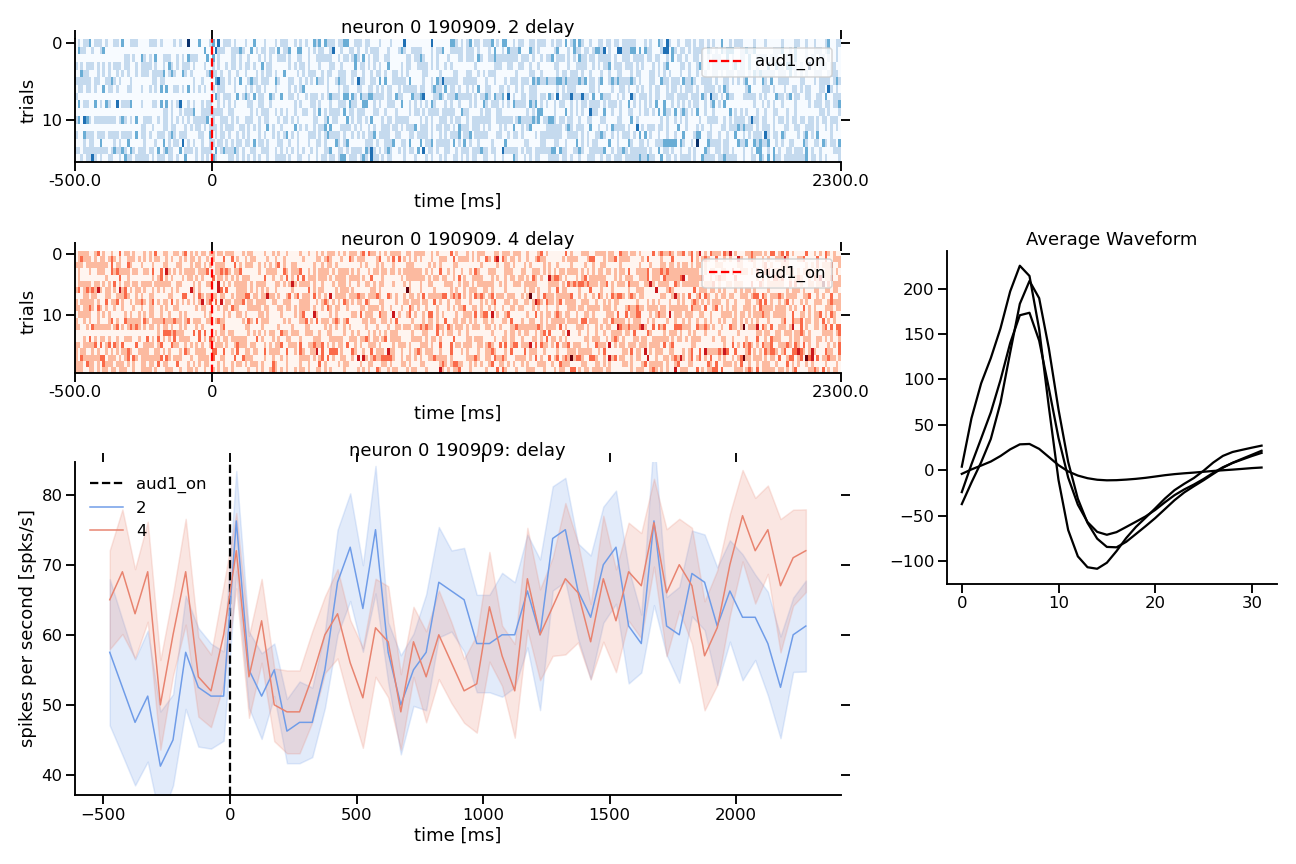 neuron 0 190909. 2 delay
0
10
trials
aud1_on
-500.0
0
2300.0
time [ms]
neuron 0 190909. 4 delay
0
10
trials
aud1_on
-500.0
0
2300.0
time [ms]
Average Waveform
200
150
100
50
0
−50
−100
0
10
20
30
neuron 0 190909: delay
aud1_on
2
4
80
70
60
50
40
spikes per second [spks/s]
−500
0
500
1000
1500
2000
time [ms]